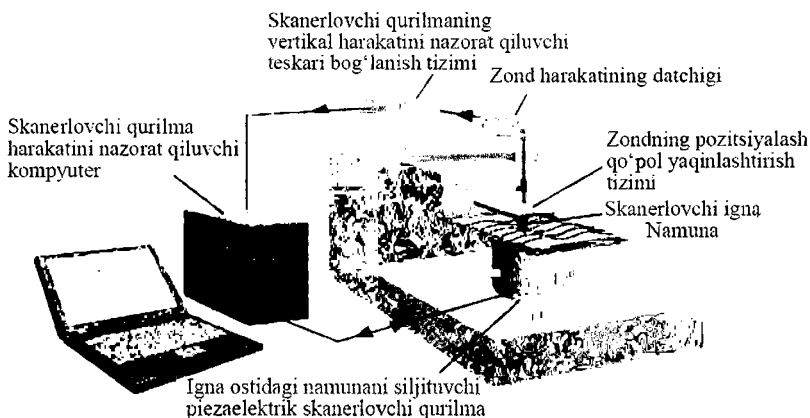 Skanerlovchi qurilmaning
vertikal harakatini nazorat qiluvchi
teskari bog‘lanish tizimi
Zond harakatining datchigi
Skanerlovchi qurilma
harakatini nazorat qiluvchi
kompyuter
Zondning pozitsiyalash
qo‘pol yaqinlashtirish
tizimi
Skanerlovchi igna
Namuna
Igna ostidagi namunani siljituvchi
piezaelektrik skanerlovchi qurilma